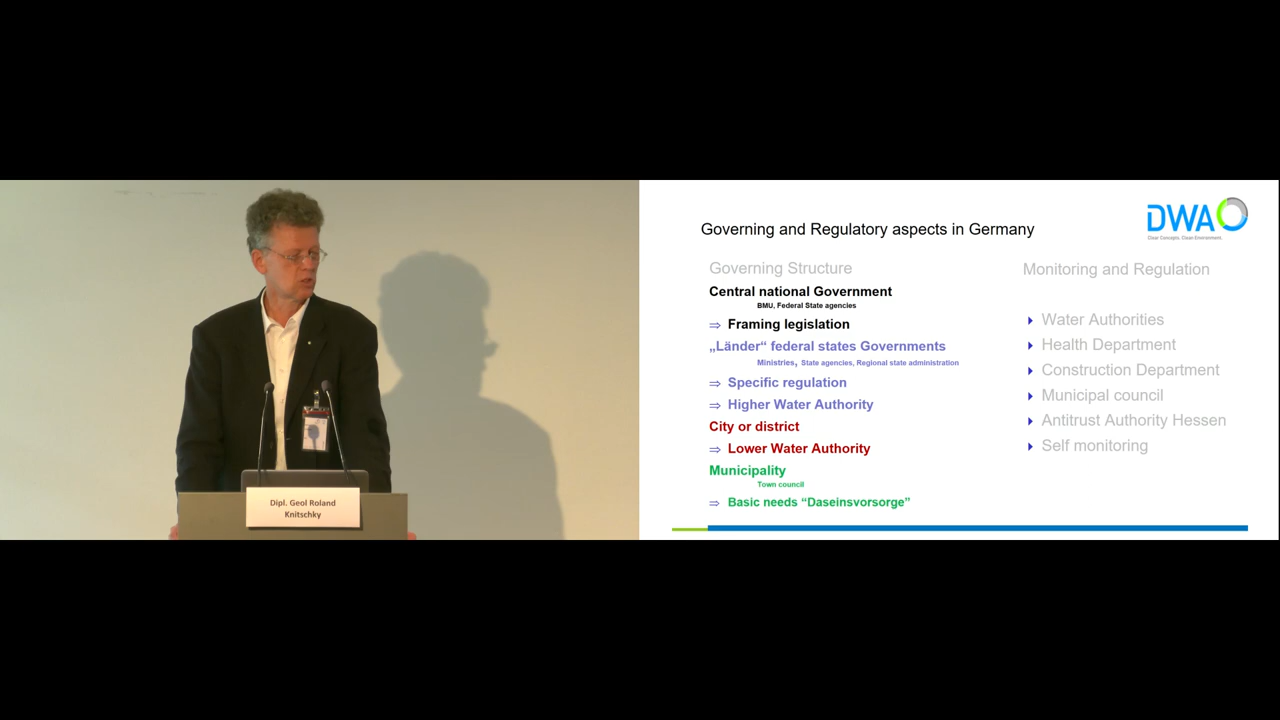 Dipl. Geol Roland
Knitschky
DWA
Clear Concepts. Clean Environment.
Governing and Regulatory aspects in Germany
Governing Structure
Central national Government
BMU, Federal State agencies
⇒ Framing legislation
„Länder“ federal states Governments
Ministries, State agencies, Regional state administration
⇒ Specific regulation
⇒ Higher Water Authority
City or district
⇒ Lower Water Authority
Municipality
Town council
⇒ Basic needs “Daseinsvorsorge”
Monitoring and Regulation
Water Authorities
Health Department
Construction Department
Municipal council
Antitrust Authority Hessen
Self monitoring